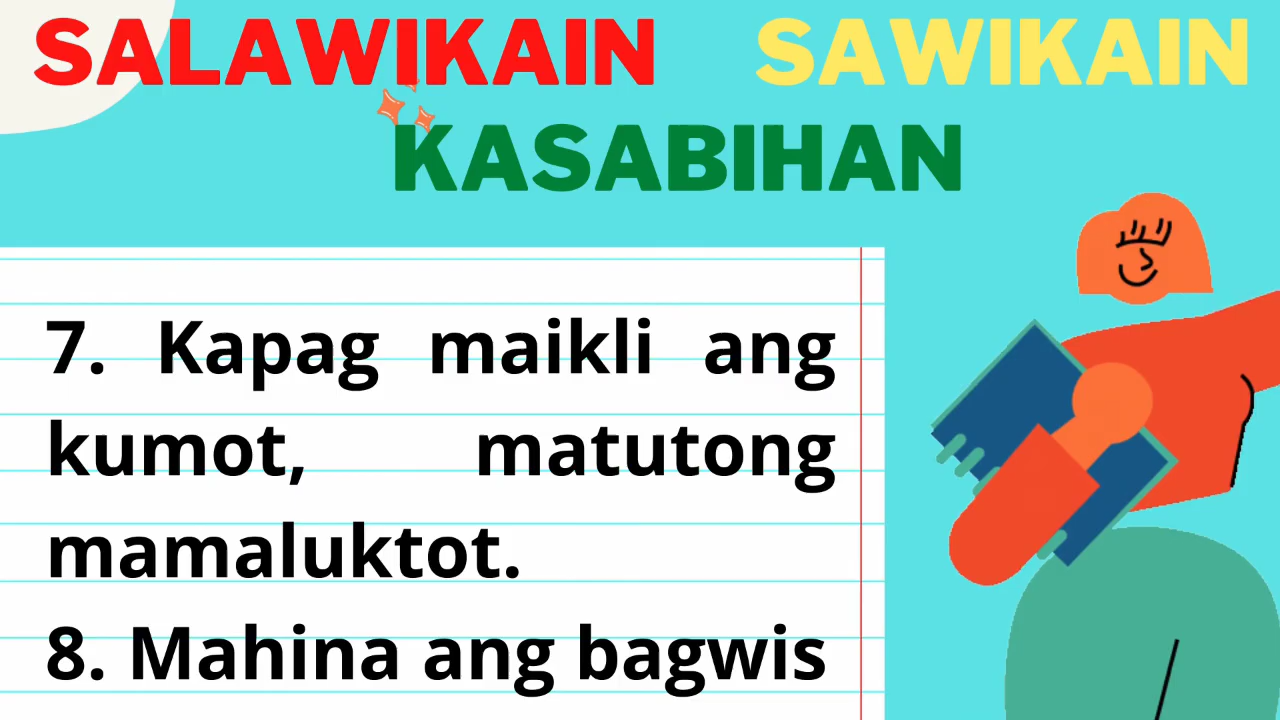 SALAWIKAIN SAWIKAIN
KASABIHAN
7. Kapag maikli ang
kumot, matutong
mamaluktot.
8. Mahina ang bagwis